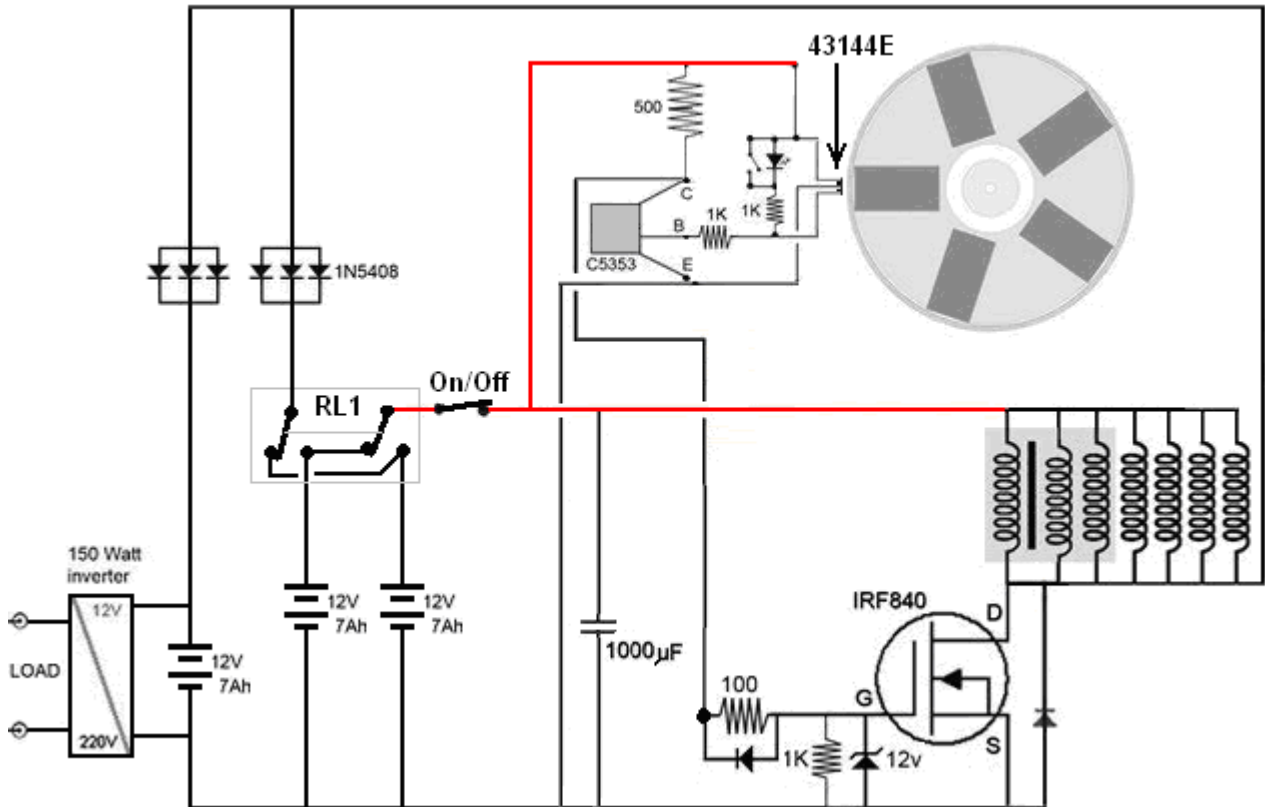 43144E
500
C
1K
1K
B
E
C5353
1N5408
On/Off
RL1
150 Watt
inverter
12V
LOAD
220V
12V
7Ah
12V
7Ah
12V
7Ah
1000µF
IRF840
D
G
S
100
1K
12v